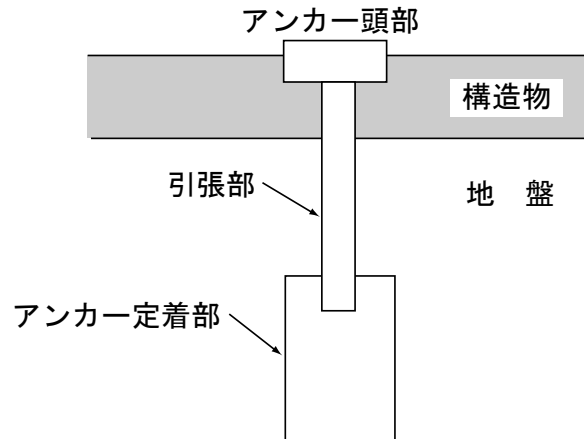 アンカー頭部
構造物
引張部
地　盤
アンカー定着部